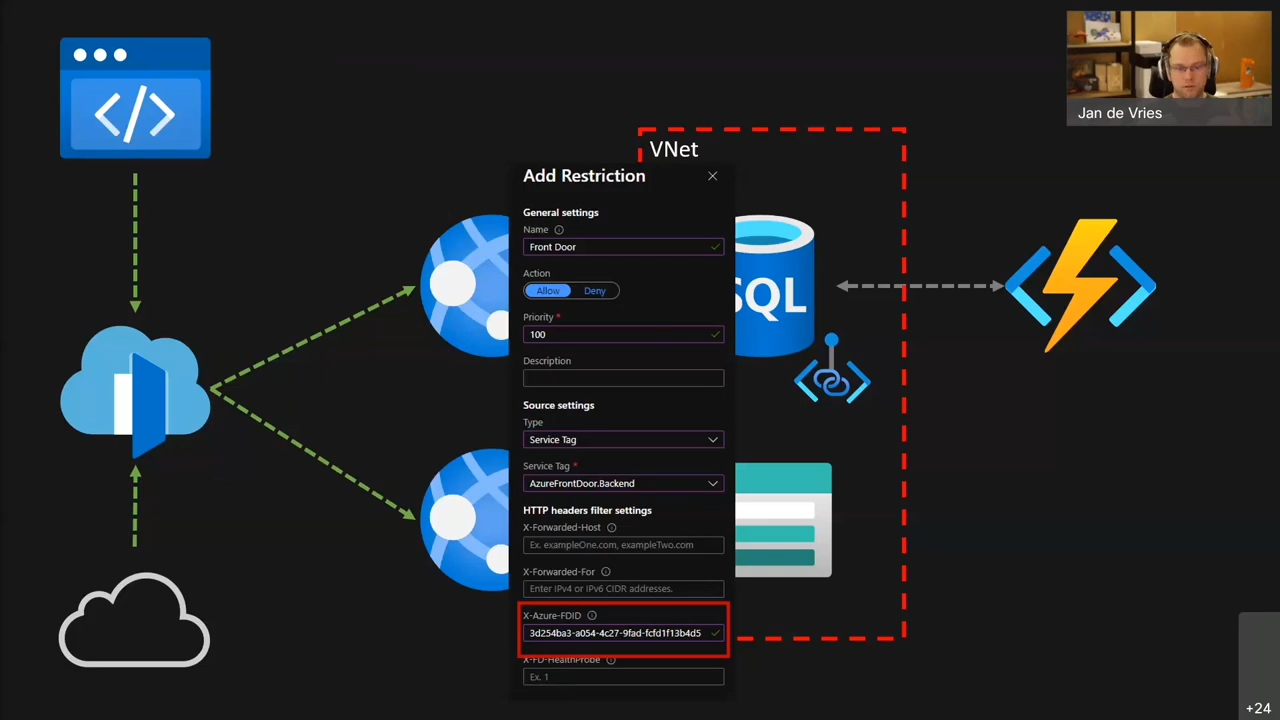 Jan de Vries
VNet
Add Restriction
General settings
Name
Front Door
Action
Allow Deny
Priority *
100
Description
Source settings
Type
Service Tag
Service Tag *
AzureFrontDoor.Backend
HTTP headers filter settings
X-Forwarded-Host
Ex. exampleOne.com, exampleTwo.com
X-Forwarded-For
Enter IPv4 or IPv6 CIDR addresses.
X-Azure-FDID
3d254ba3-a054-4c27-9fad-fcfd1f13b4d5
X-FD-HealthProbe
Ex. 1
SQL
+24